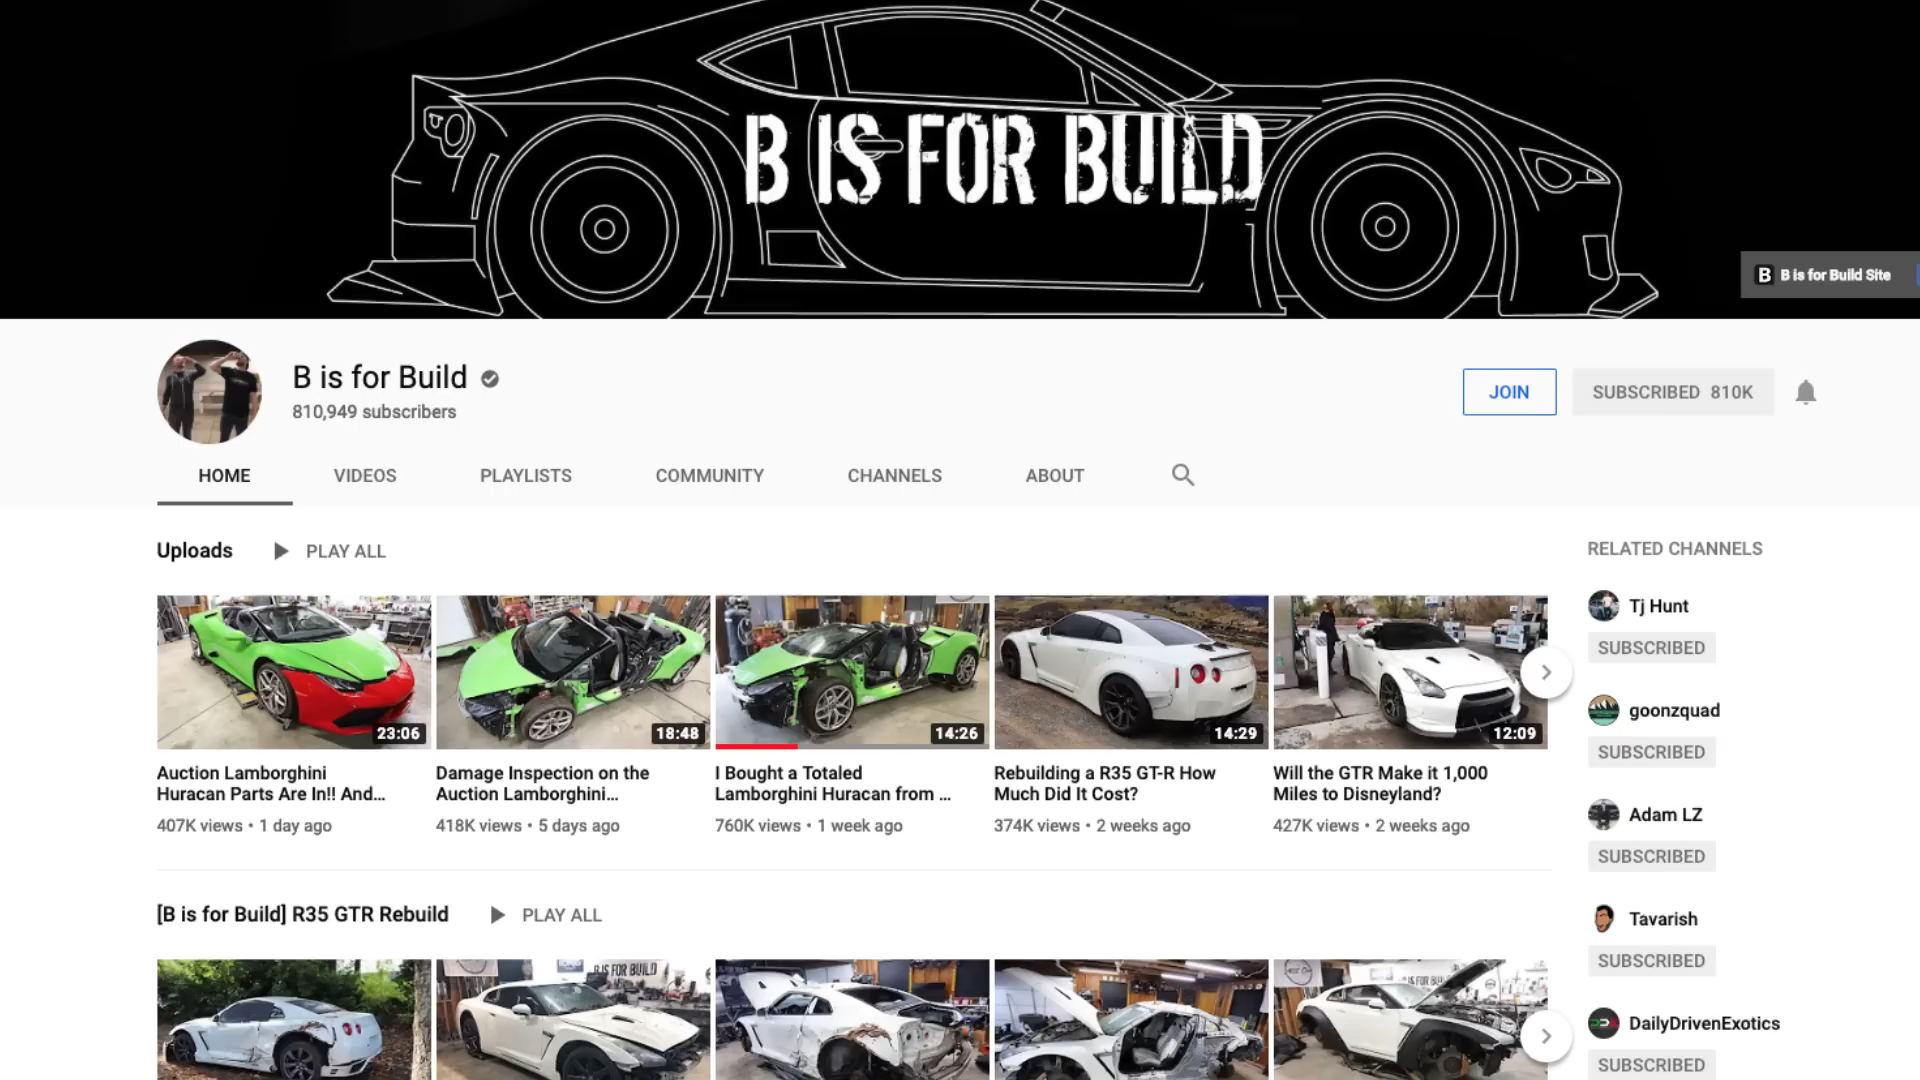 B IS FOR BUILD
B B is for Build Site
B is for Build
810,949 subscribers
JOIN
SUBSCRIBED 810K
HOME
VIDEOS
PLAYLISTS
COMMUNITY
CHANNELS
ABOUT
Uploads
PLAY ALL
23:06
18:48
14:26
14:29
12:09
Auction Lamborghini
Huracan Parts Are In!! And...
407K views • 1 day ago
Damage Inspection on the
Auction Lamborghini...
418K views • 5 days ago
I Bought a Totaled
Lamborghini Huracan from ...
760K views • 1 week ago
Rebuilding a R35 GT-R How
Much Did It Cost?
374K views • 2 weeks ago
Will the GTR Make it 1,000
Miles to Disneyland?
427K views • 2 weeks ago
[B is for Build] R35 GTR Rebuild
PLAY ALL
B IS FOR BUILD
IS FOR BUILD
RELATED CHANNELS
Tj Hunt
SUBSCRIBED
goonzquad
SUBSCRIBED
Adam LZ
SUBSCRIBED
Tavarish
SUBSCRIBED
DailyDrivenExotics
SUBSCRIBED